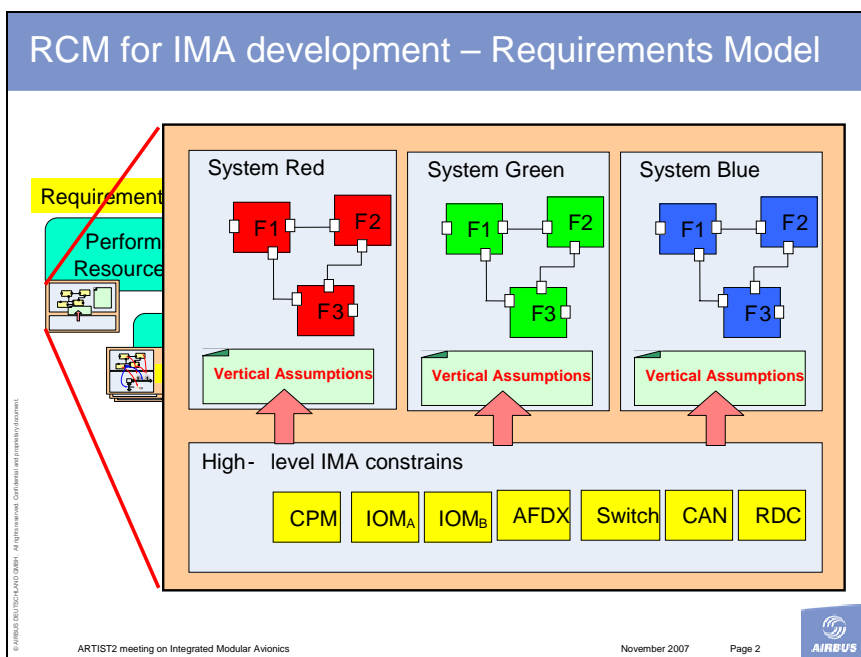 RCM for IMA development – Requirements Model
Requirement
Perform
Resource
System Red
F1
F2
F3
Vertical Assumptions
System Green
F1
F2
F3
Vertical Assumptions
System Blue
F1
F2
F3
Vertical Assumptions
High- level IMA constrains
CPM
IOMA
IOMB
AFDX
Switch
CAN
RDC
© AIRBUS DEUTSCHLAND GMBH. All rights reserved. Confidential and proprietary document.
ARTIST2 meeting on Integrated Modular Avionics
November 2007
Page 2
AIRBUS